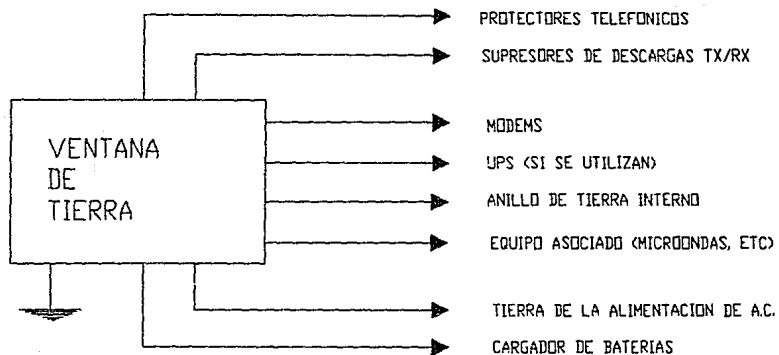 PROTECTORES TELEFONICOS
SUPRESORES DE DESCARGAS TX/RX
VENTANA
DE
TIERRA
MODEMS
UPS (SI SE UTILIZAN)
ANILLO DE TIERRA INTERNO
EQUIPO ASOCIADO (MICROONDAS, ETC)
TIERRA DE LA ALIMENTACION DE A.C.
CARGADOR DE BATERIAS